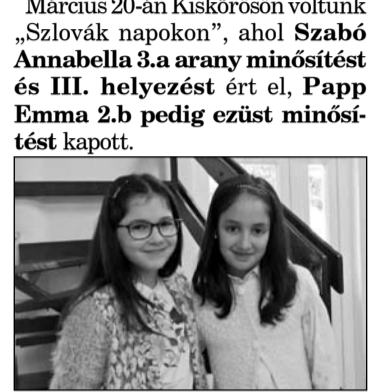 Március 20-án Kiskőrösön voltunk
„Szlovák napokon”, ahol Szabó
Annabella 3.a arany minősítést
és III. helyezést ért el, Papp
Emma 2.b pedig ezüst minősí-
tést kapott.